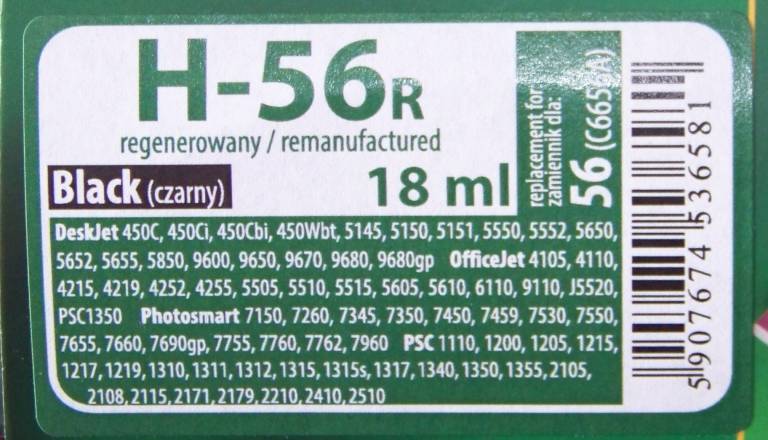 H-56R
regenerowany / remanufactured
Black (czarny)
18 ml
replacement for:
zamiennik dla:
56 (C6656A)
DeskJet 450C, 450Ci, 450Cbi, 450Wbt, 5145, 5150, 5151, 5550, 5552, 5650,
5652, 5655, 5850, 9600, 9650, 9670, 9680, 9680gp OfficeJet 4105, 4110,
4215, 4219, 4252, 4255, 5505, 5510, 5515, 5605, 5610, 6110, 9110, J5520,
PSC1350 Photosmart 7150, 7260, 7345, 7350, 7450, 7459, 7530, 7550,
7655, 7660, 7690gp, 7755, 7760, 7762, 7960 PSC 1110, 1200, 1205, 1215,
1217, 1219, 1310, 1311, 1312, 1315, 1315s, 1317, 1340, 1350, 1355, 2105,
2108, 2115, 2171, 2179, 2210, 2410, 2510
5 907674 536581